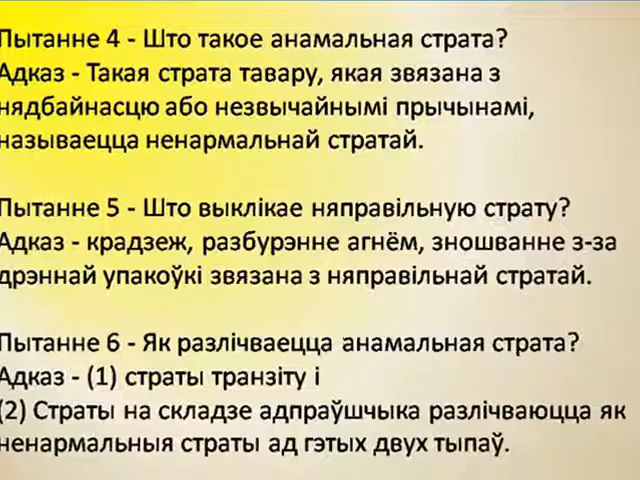 Пытанне 4 - Што такое анамальная страта?
Адказ - Такая страта тавару, якая звязана з
нядбайнасцю або незвычайнымі прычынамі,
называецца ненармальнай стратай.
Пытанне 5 - Што выклікае няправільную страту?
Адказ - крадзеж, разбурэнне агнём, зношванне з-за
дрэннай упакоўкі звязана з няправільнай стратай.
Пытанне 6 - Як разлічваецца анамальная страта?
Адказ - (1) страты транзіту і
(2) Страты на складзе адпраўшчыка разлічваюцца як
ненармальныя страты ад гэтых двух тыпаў.